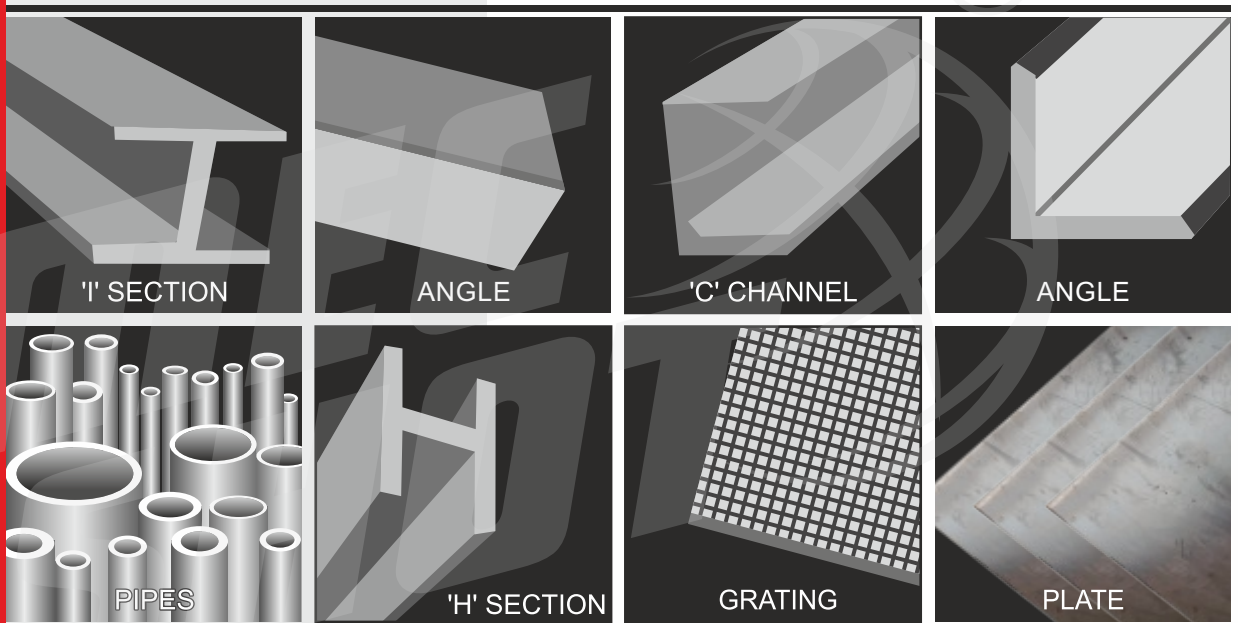 'I' SECTION
ANGLE
'C' CHANNEL
ANGLE
PIPES
'H' SECTION
GRATING
PLATE